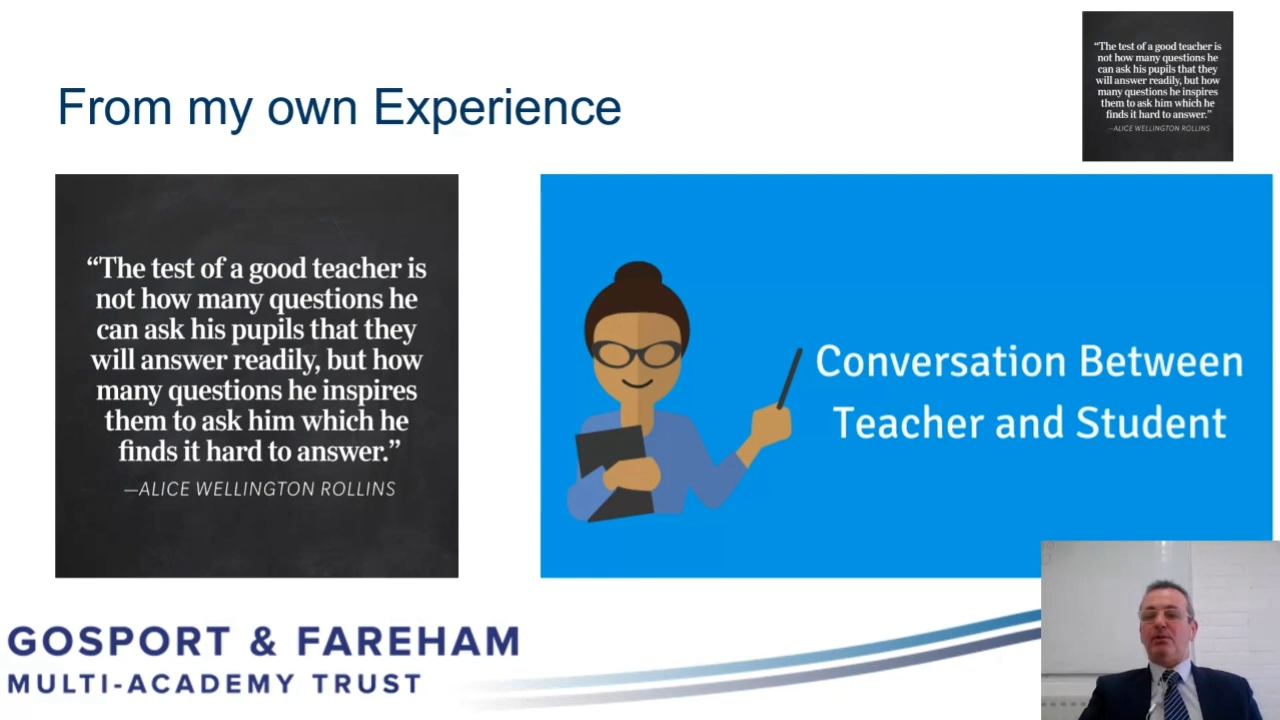 From my own Experience
“The test of a good teacher is
not how many questions he
can ask his pupils that they
will answer readily, but how
many questions he inspires
them to ask him which he
finds it hard to answer.”
—ALICE WELLINGTON ROLLINS
“The test of a good teacher is
not how many questions he
can ask his pupils that they
will answer readily, but how
many questions he inspires
them to ask him which he
finds it hard to answer.”
—ALICE WELLINGTON ROLLINS
Conversation Between
Teacher and Student
GOSPORT & FAREHAM
MULTI-ACADEMY TRUST